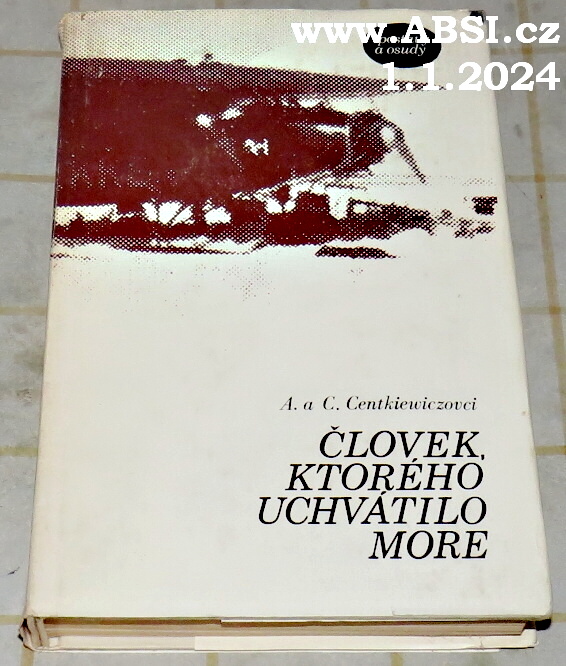 www.ABSI.cz
a osudy
1.1.2024
A. a C. Centkiewiczovci
ČLOVEK,
KTORÉHO
UCHVÁTILO
MORE